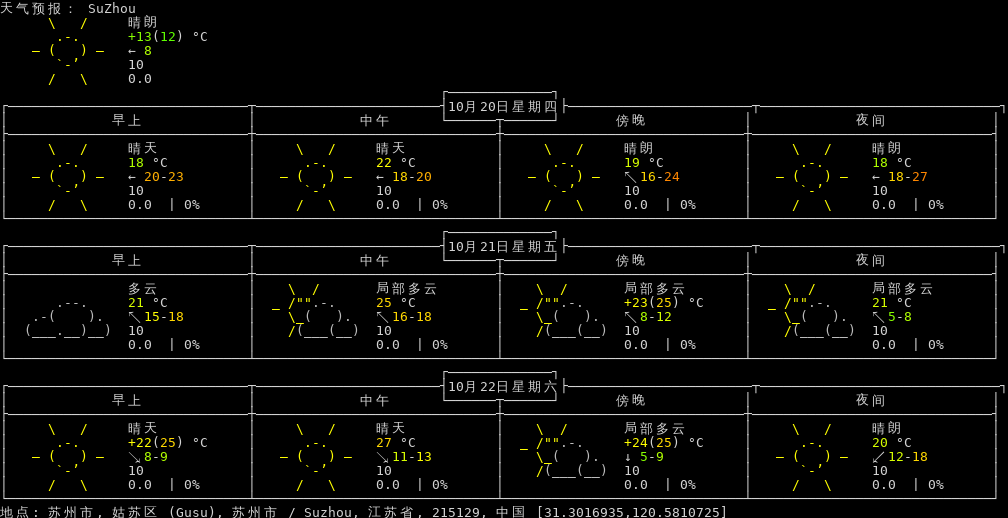 天气预报: SuZhou
晴朗
+13(12) °C
← 8
10
0.0
10月20日星期四
早上 中午 傍晚 夜间
晴天 晴天 晴朗 晴朗
18 °C 22 °C 19 °C 18 °C
← 20-23 ← 18-20 ↖ 16-24 ← 18-27
10 10 10 10
0.0 | 0% 0.0 | 0% 0.0 | 0% 0.0 | 0%
10月21日星期五
早上 中午 傍晚 夜间
多云 局部多云 局部多云 局部多云
21 °C 25 °C +23(25) °C 21 °C
↖ 15-18 ↖ 16-18 ↖ 8-12 ↖ 5-8
10 10 10 10
0.0 | 0% 0.0 | 0% 0.0 | 0% 0.0 | 0%
10月22日星期六
早上 中午 傍晚 夜间
晴天 晴天 局部多云 晴朗
+22(25) °C 27 °C +24(25) °C 20 °C
↘ 8-9 ↘ 11-13 ↓ 5-9 ↙ 12-18
10 10 10 10
0.0 | 0% 0.0 | 0% 0.0 | 0% 0.0 | 0%
地点: 苏州市, 姑苏区 (Gusu), 苏州市 / Suzhou, 江苏省, 215129, 中国 [31.3016935,120.5810725]